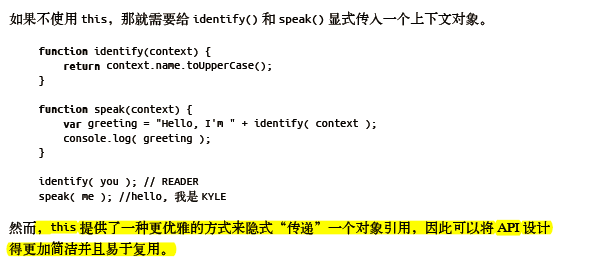 如果不使用 this，那就需要给 identify() 和 speak() 显式传入一个上下文对象。
function identify(context) {
    return context.name.toUpperCase();
}
function speak(context) {
    var greeting = "Hello, I'm " + identify( context );
    console.log( greeting );
}
identify( you ); // READER
speak( me ); //hello, 我是 KYLE
然而，this 提供了一种更优雅的方式来隐式“传递”一个对象引用，因此可以将 API 设计
得更加简洁并且易于复用。